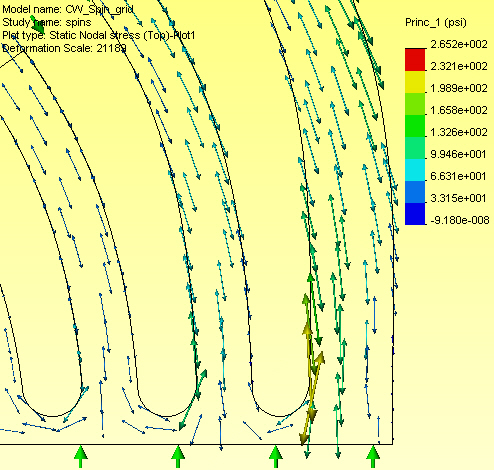 Model name: CW_Spin_grid
Study name: spins
Plot type: Static Nodal stress (Top)-Plot1
Deformation Scale: 21189
Princ_1 (psi)
2.652e+002
2.321e+002
1.989e+002
1.658e+002
1.326e+002
9.946e+001
6.631e+001
3.315e+001
-9.180e-008